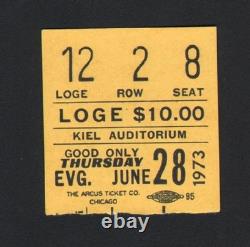 12 2 8
LOGE ROW SEAT
LOGE $10.00
KIEL AUDITORIUM
GOOD ONLY
THURSDAY
EVG. JUNE 28 1973
THE ARCUS TICKET CO.
CHICAGO
95